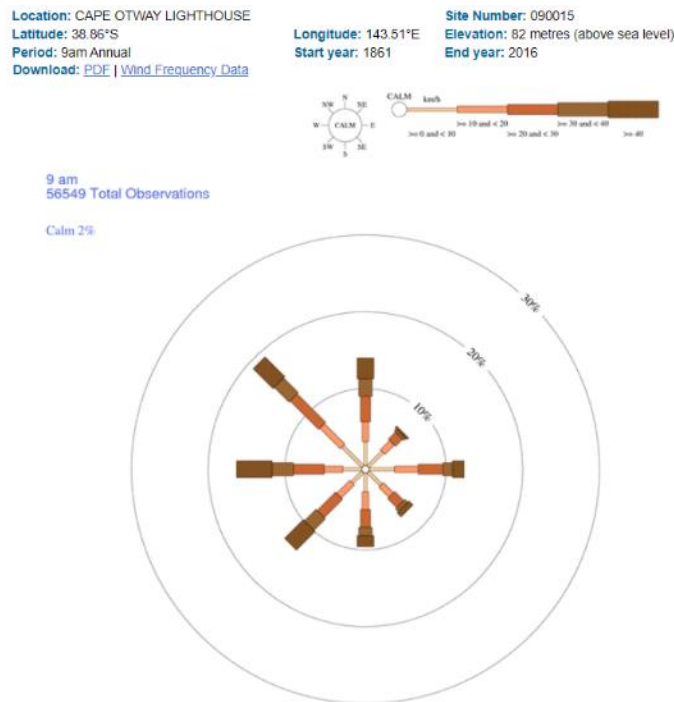 Location: CAPE OTWAY LIGHTHOUSE
Site Number: 090015
Latitude: 38.86°S
Longitude: 143.51°E
Elevation: 82 metres (above sea level)
Period: 9am Annual
Start year: 1861
End year: 2016
Download: PDF | Wind Frequency Data
N
NW
NE
W
CALM
E
SW
SE
S
CALM
km/h
>= 10 and < 20
>= 30 and < 40
>= 0 and < 10
>= 20 and < 30
>= 40
9 am
56549 Total Observations
Calm 2%
30%
20%
10%